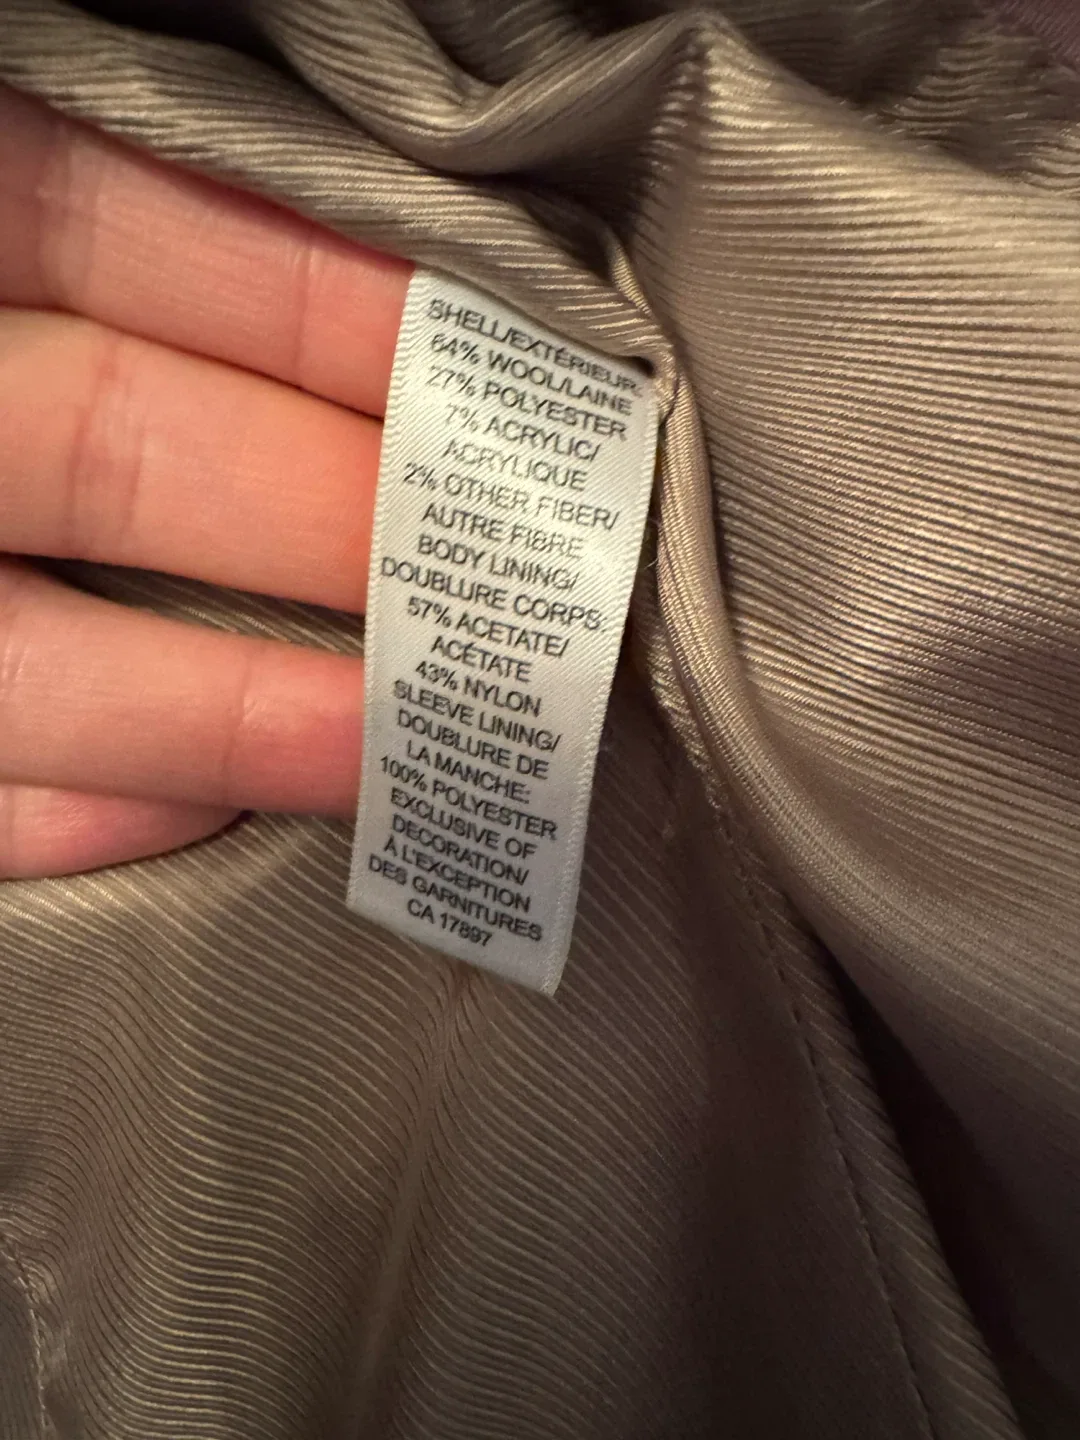 SHELL/EXTÉRIEUR:
64% WOOL/LAINE
27% POLYESTER
7% ACRYLIC/
ACRYLIQUE
2% OTHER FIBER/
AUTRE FIBRE
BODY LINING/
DOUBLURE CORPS:
57% ACETATE/
ACÉTATE
43% NYLON
SLEEVE LINING/
DOUBLURE DE
LA MANCHE:
100% POLYESTER
EXCLUSIVE OF
DECORATION/
À L'EXCEPTION
DES GARNITURES
CA 17897